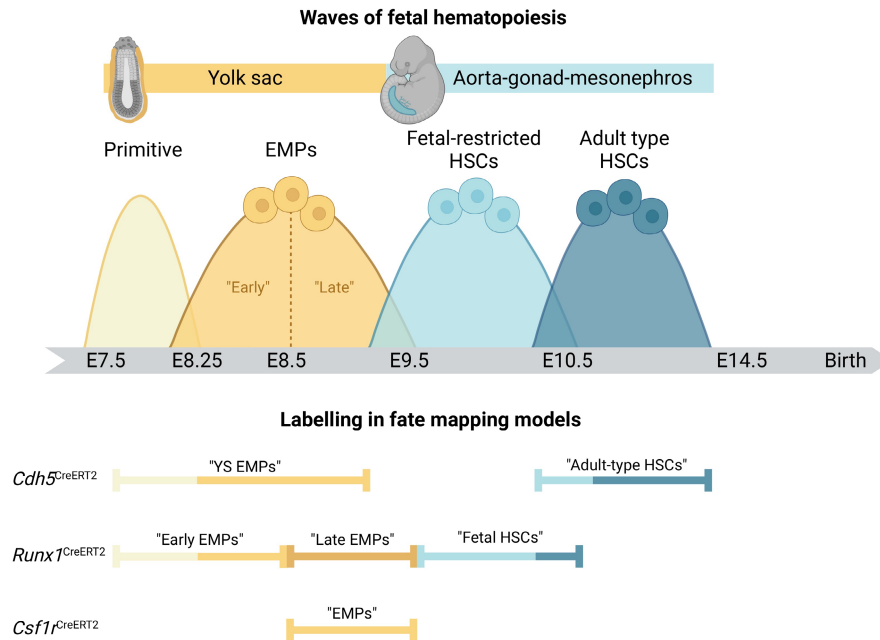 Waves of fetal hematopoiesis
Yolk sac
Aorta-gonad-mesonephros
Primitive
EMPs
Fetal-restricted
HSCs
Adult type
HSCs
"Early"
"Late"
E7.5
E8.25
E8.5
E9.5
E10.5
E14.5
Birth
Labelling in fate mapping models
Cdh5CreERT2
"YS EMPs"
"Adult-type HSCs"
Runx1CreERT2
"Early EMPs"
"Late EMPs"
"Fetal HSCs"
Csf1rCreERT2
"EMPs"